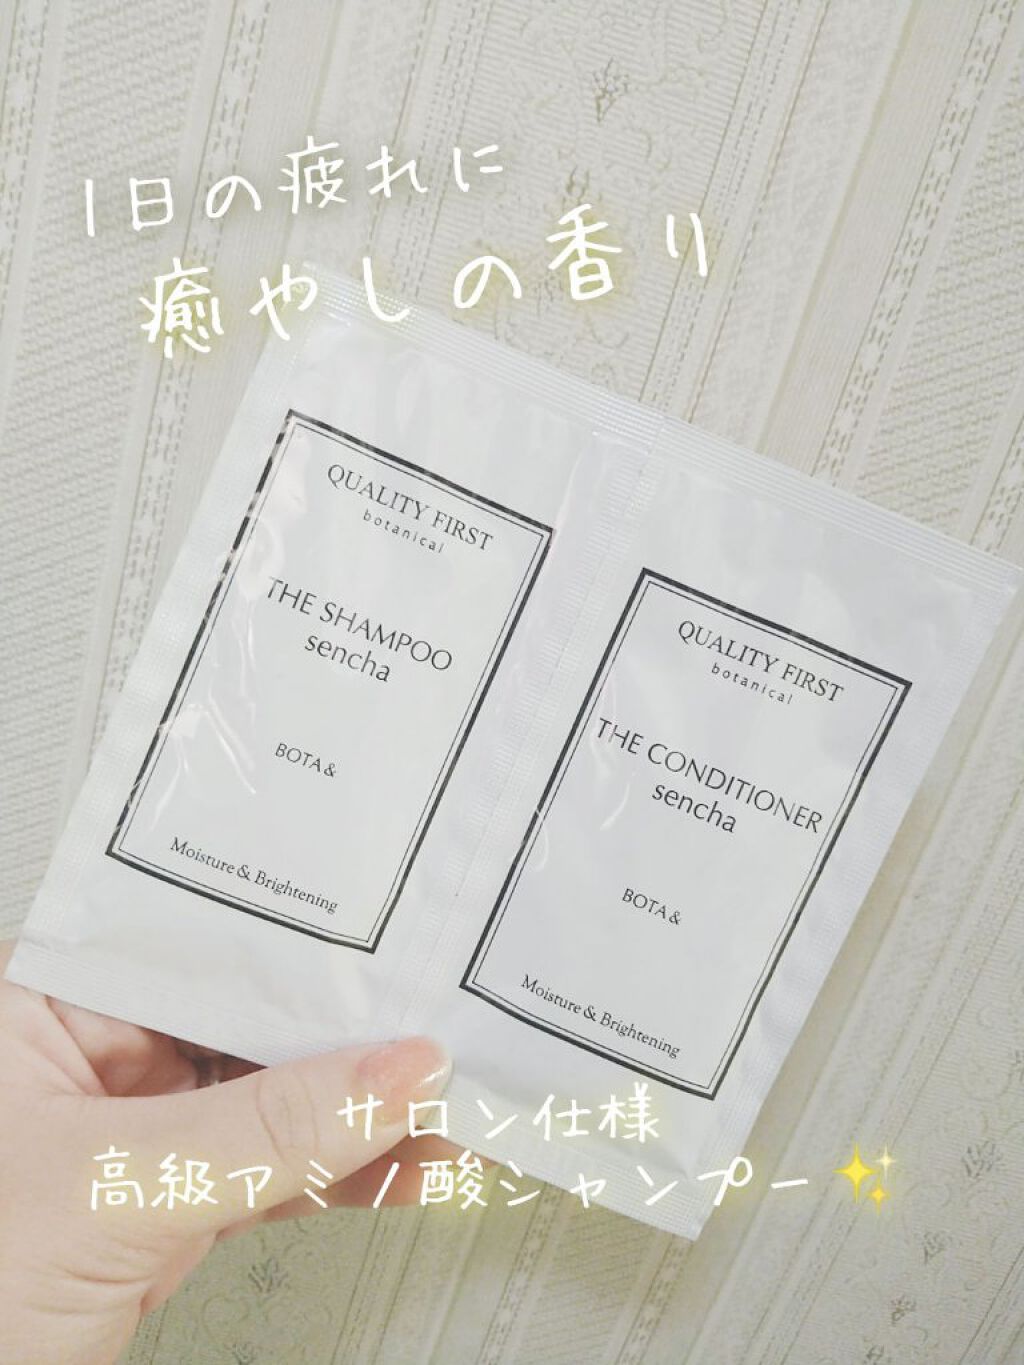 1日の疲れに
癒やしの香り
QUALITY FIRST
botanical
THE SHAMPOO
sencha
BOTA&
Moisture & Brightening
QUALITY FIRST
botanical
THE CONDITIONER
sencha
BOTA&
Moisture & Brightening
サロン仕様
高級アミノ酸シャンプー✨